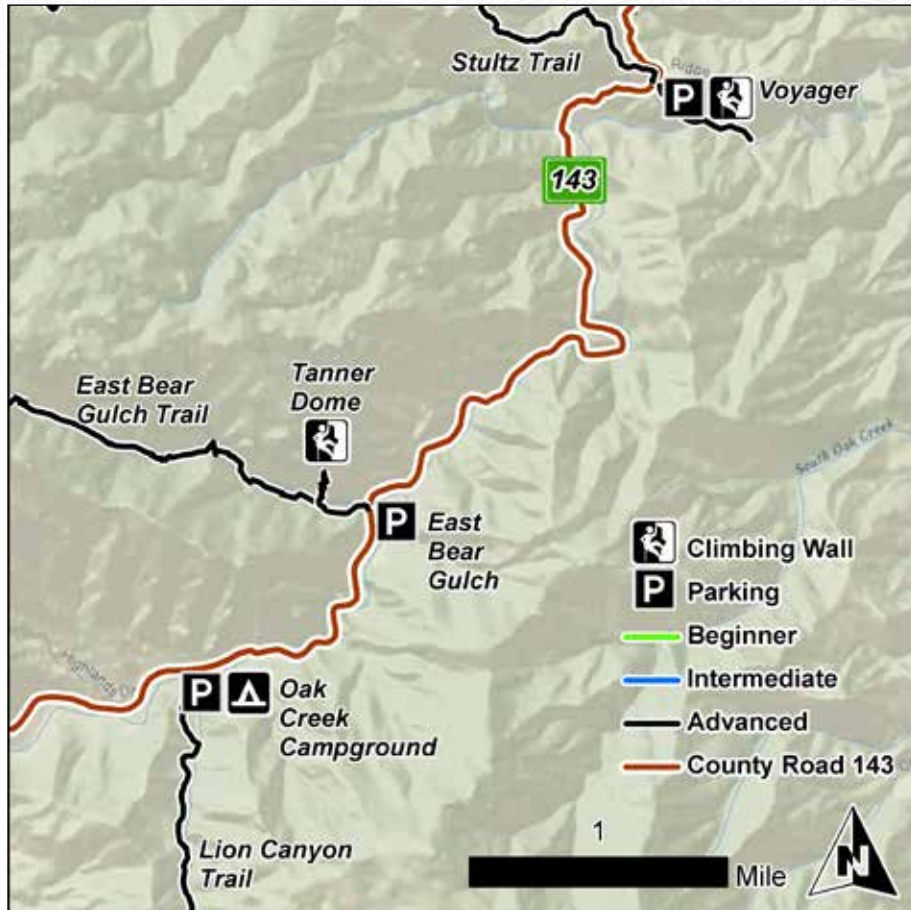 Stultz Trail
Ridge
P
Voyager
143
East Bear
Gulch Trail
Tanner
Dome
South Oak Creek
P
East
Bear
Gulch
Climbing Wall
P
Parking
Beginner
Intermediate
Advanced
County Road 143
Highlands
P
Oak
Creek
Campground
Lion Canyon
Trail
1
Mile
N